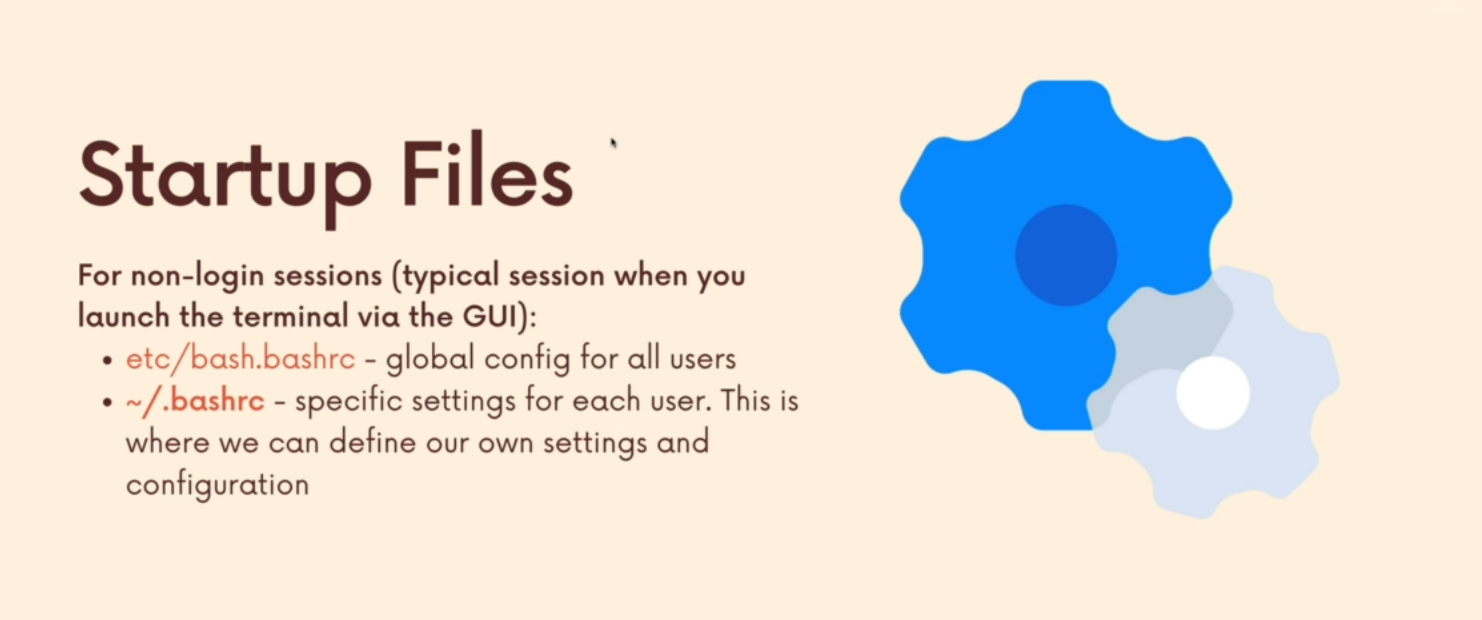 Startup Files
For non-login sessions (typical session when you
launch the terminal via the GUI):
• etc/bash.bashrc - global config for all users
• ~/.bashrc - specific settings for each user. This is
where we can define our own settings and
configuration